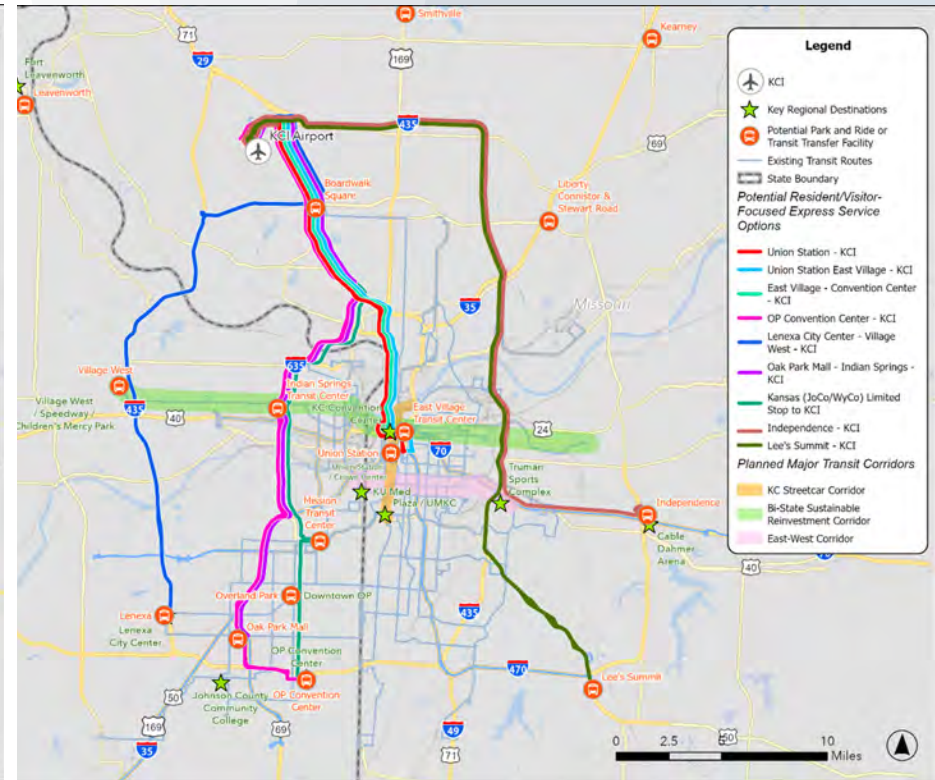 Smithville
Kearney
71
169
29
Fort
Leavenworth
Leavenworth
435
KCI Airport
69
Boardwalk
Square
Liberty,
Connistor &
Stewart Road
35
Missouri
635
Village West
Village West
/ Speedway /
Children's Mercy Park
435
40
Indian Springs
Transit Center
KC Convention
Center
East Village
Transit Center
24
70
Union Station
Union Station
/ Crown Center
KU Med
Plaza / UMKC
Truman
Sports
Complex
Independence
Mission
Transit
Center
Cable
Dahmer
Arena
70
40
Overland Park
Downtown OP
435
Lenexa
Lenexa
City Center
Oak Park Mall
OP Convention
Center
470
Lee's Summit
50
Johnson County
Community
College
OP Convention
Center
169
69
35
49
71
50
0 2.5 5 10
Miles
Legend
KCI
Key Regional Destinations
Potential Park and Ride or
Transit Transfer Facility
Existing Transit Routes
State Boundary
Potential Resident/Visitor-
Focused Express Service
Options
Union Station - KCI
Union Station East Village - KCI
East Village - Convention Center
- KCI
OP Convention Center - KCI
Lenexa City Center - Village
West - KCI
Oak Park Mall - Indian Springs -
KCI
Kansas (JoCo/WyCo) Limited
Stop to KCI
Independence - KCI
Lee's Summit - KCI
Planned Major Transit Corridors
KC Streetcar Corridor
Bi-State Sustainable
Reinvestment Corridor
East-West Corridor